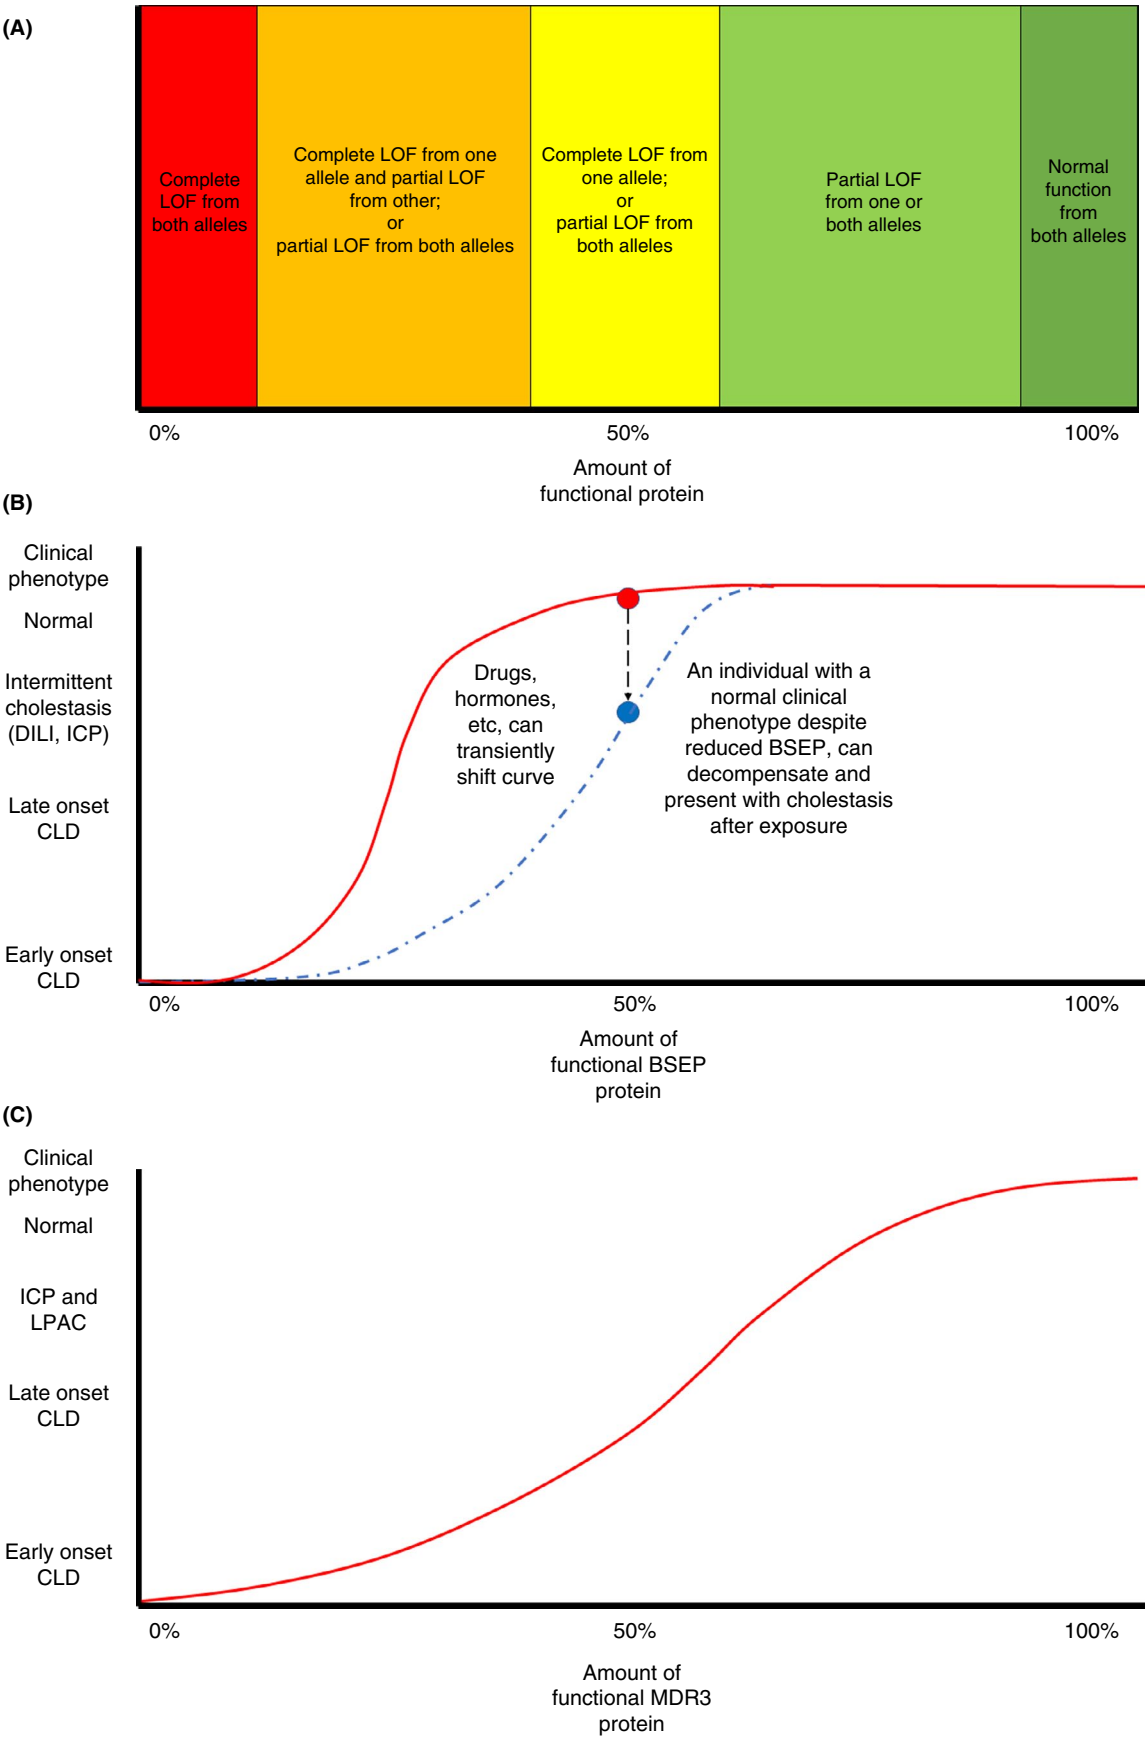 (A)
Complete
LOF from
both alleles
Complete LOF from one
allele and partial LOF
from other;
or
partial LOF from both alleles
Complete LOF from
one allele;
or
partial LOF from
both alleles
Partial LOF
from one or
both alleles
Normal
function
from
both alleles
0%
50%
100%
Amount of
functional protein
(B)
Clinical
phenotype
Normal
Intermittent
cholestasis
(DILI, ICP)
Late onset
CLD
Early onset
CLD
Drugs,
hormones,
etc, can
transiently
shift curve
An individual with a
normal clinical
phenotype despite
reduced BSEP, can
decompensate and
present with cholestasis
after exposure
0%
50%
100%
Amount of
functional BSEP
protein
(C)
Clinical
phenotype
Normal
ICP and
LPAC
Late onset
CLD
Early onset
CLD
0%
50%
100%
Amount of
functional MDR3
protein